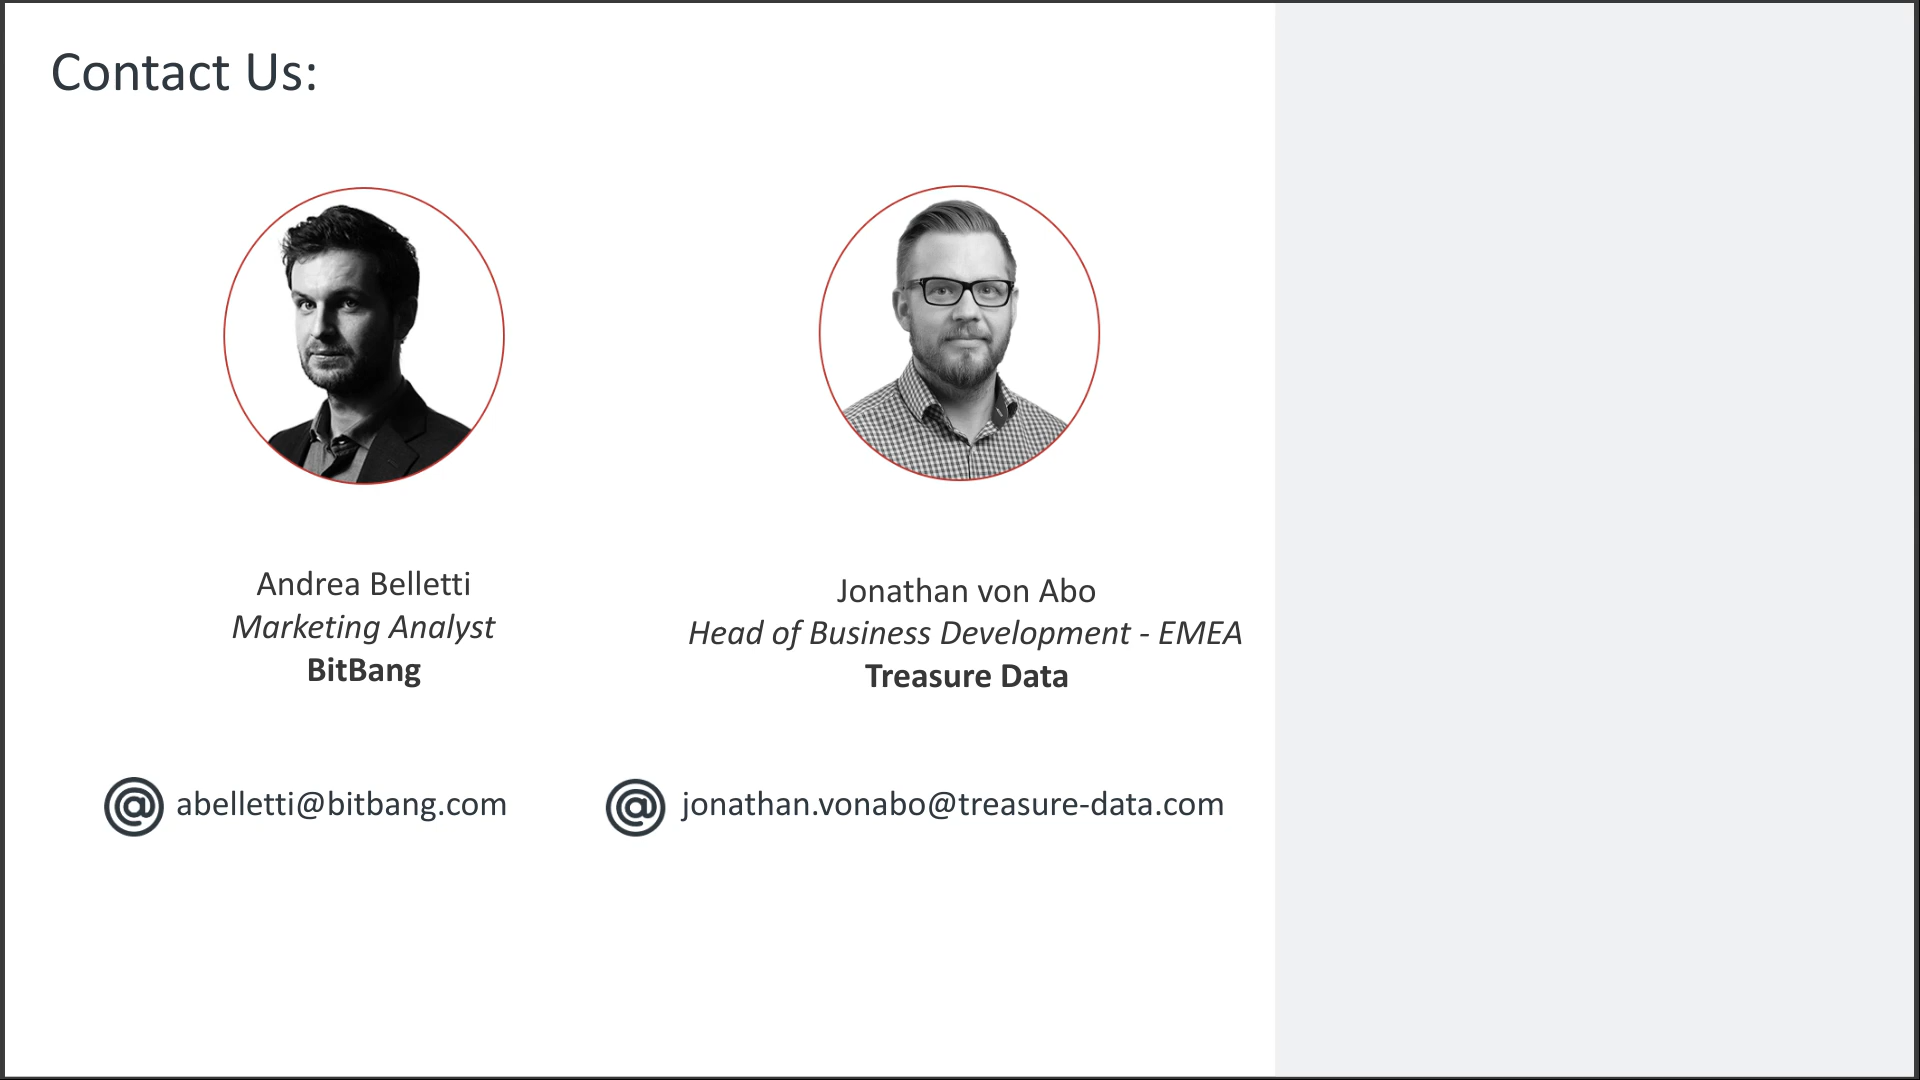 Contact Us:
Andrea Belletti
Marketing Analyst
BitBang
@ abelletti@bitbang.com
Jonathan von Abo
Head of Business Development - EMEA
Treasure Data
@ jonathan.vonabo@treasure-data.com